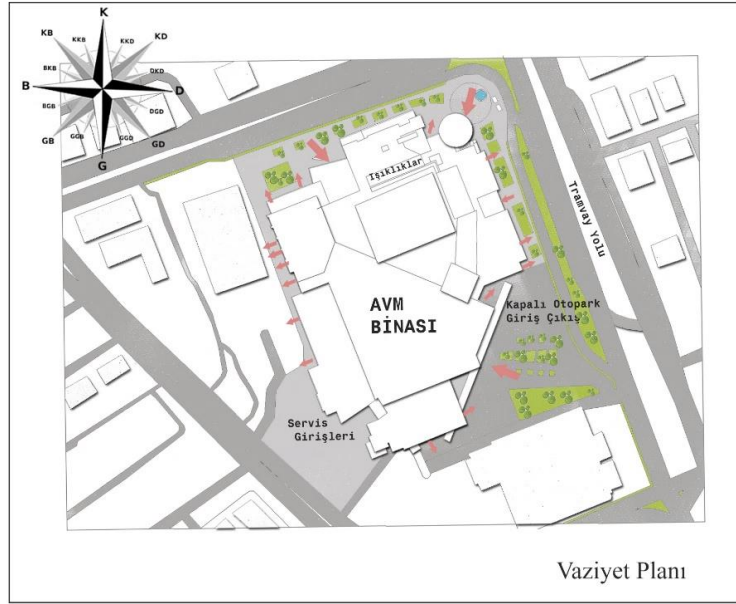 K
KB
KKB
KKD
KD
BKB
DKD
B
D
BGB
DGD
GB
GGB
GGD
GD
G
Işıklıklar
Tramvay Yolu
AVM
BİNASI
Kapalı Otopark
Giriş Çıkış
Servis
Girişleri
Vaziyet Planı